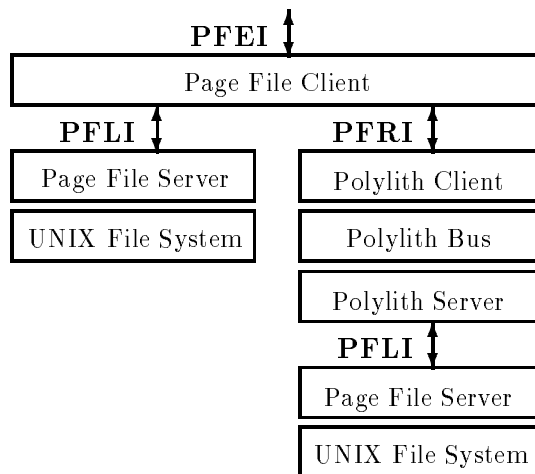 PFEI
Page File Client
PFLI
PFRI
Page File Server
Polylith Client
UNIX File System
Polylith Bus
Polylith Server
PFLI
Page File Server
UNIX File System